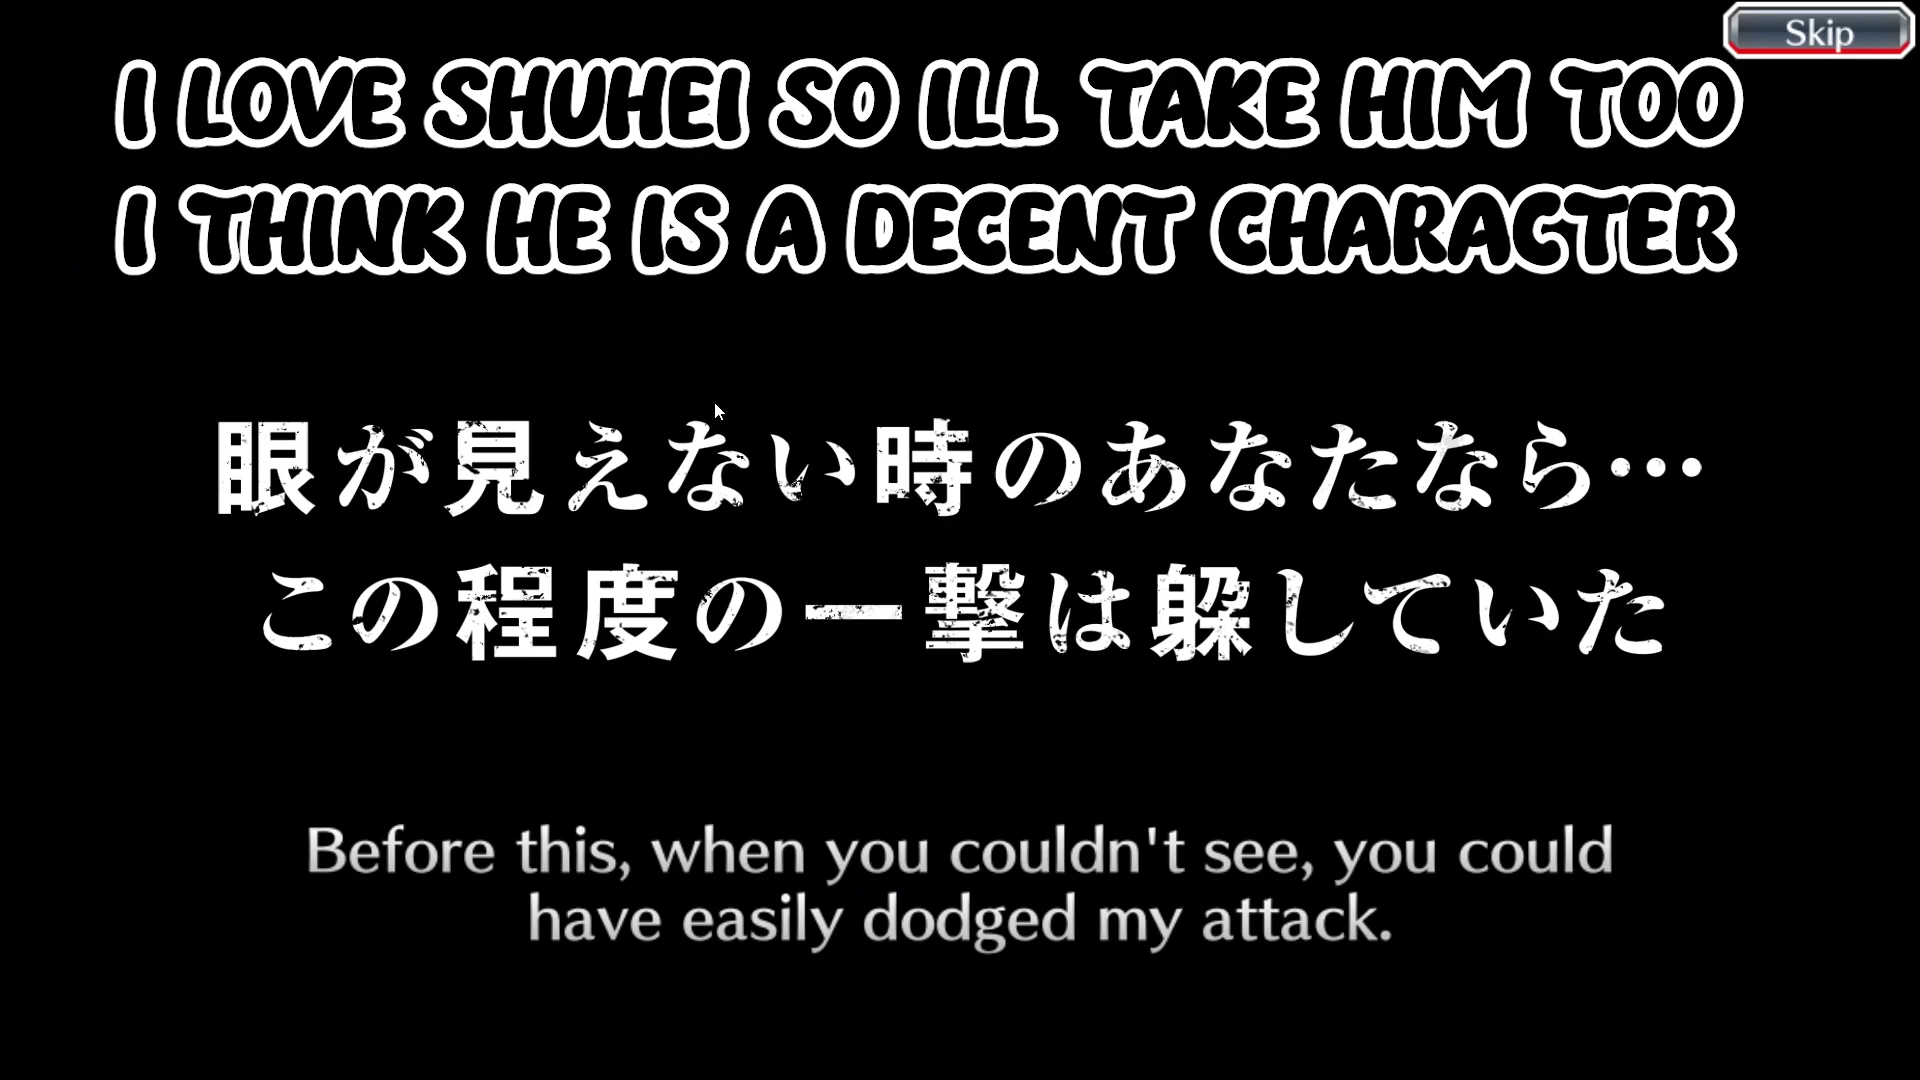 Skip
I LOVE SHUHEI SO ILL TAKE HIM TOO
I THINK HE IS A DECENT CHARACTER
眼が見えない時のあなたなら…
この程度の一撃は躱していた
Before this, when you couldn't see, you could
have easily dodged my attack.